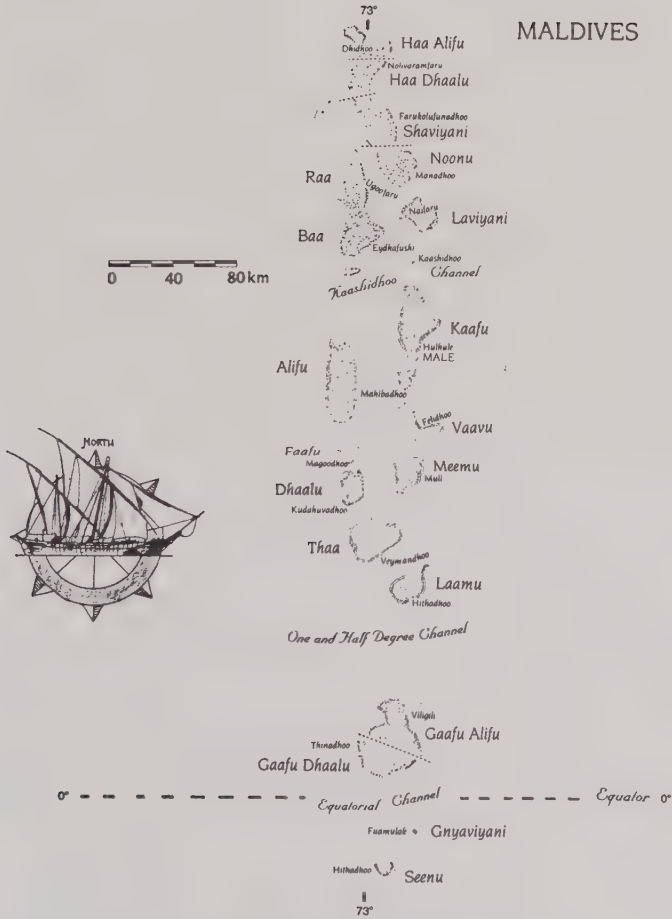 73°
MALDIVES
Dhidhoo
Haa Alifu
Nolivaramfaru
Haa Dhaalu
Farukolufunadhoo
Shaviyani
Noonu
Manadhoo
Raa
Ugoofaru
Naifaru
Laviyani
Baa
Eydhafushi
Kaashidhoo
Kaashidhoo Channel
0 40 80 km
Kaafu
Hulhule
MALE
Alifu
Mahibadhoo
Felidhoo
Vaavu
NORTH
Faafu
Magoodhoo
Meemu
Muli
Dhaalu
Kudahuvadhoo
Thaa
Veymandhoo
Laamu
Hithadhoo
One and Half Degree Channel
Viligili
Gaafu Alifu
Thinadhoo
Gaafu Dhaalu
0° Equatorial Channel Equator 0°
Fuamulak Gnyaviyani
Hithadhoo
Seenu
73°